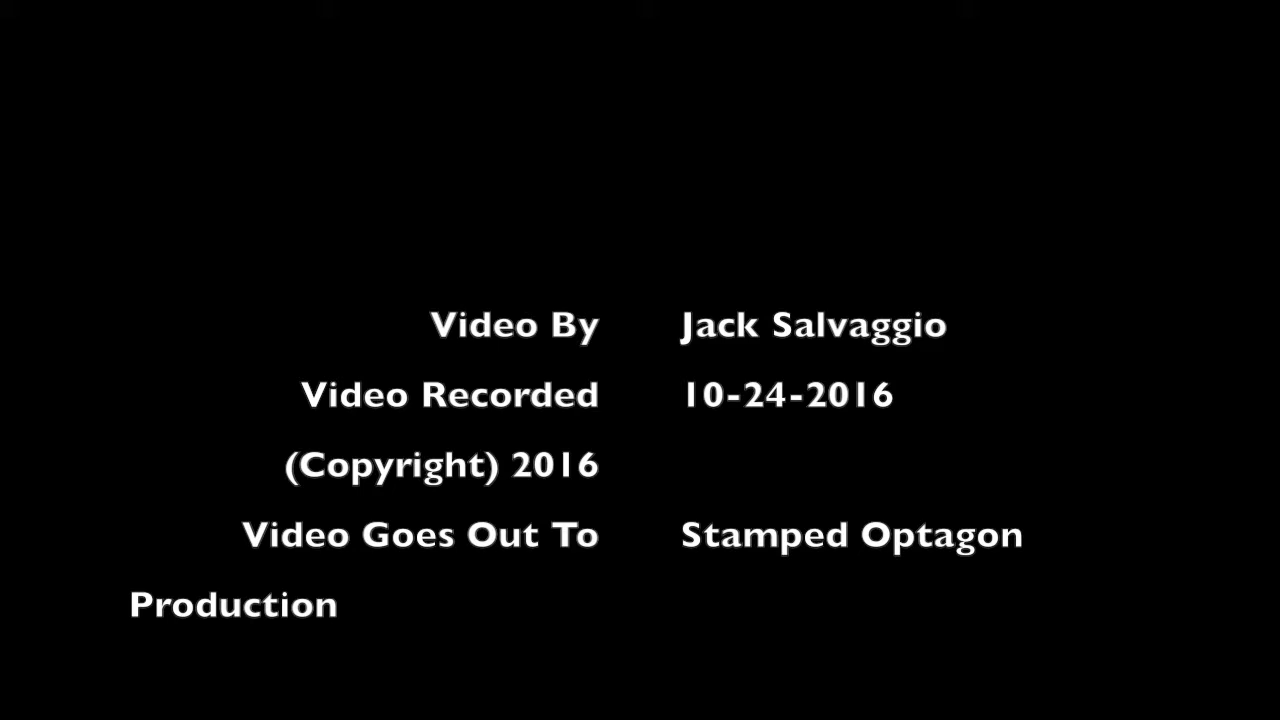 Video By Jack Salvaggio
Video Recorded 10-24-2016
(Copyright) 2016
Video Goes Out To Stamped Optagon
Production